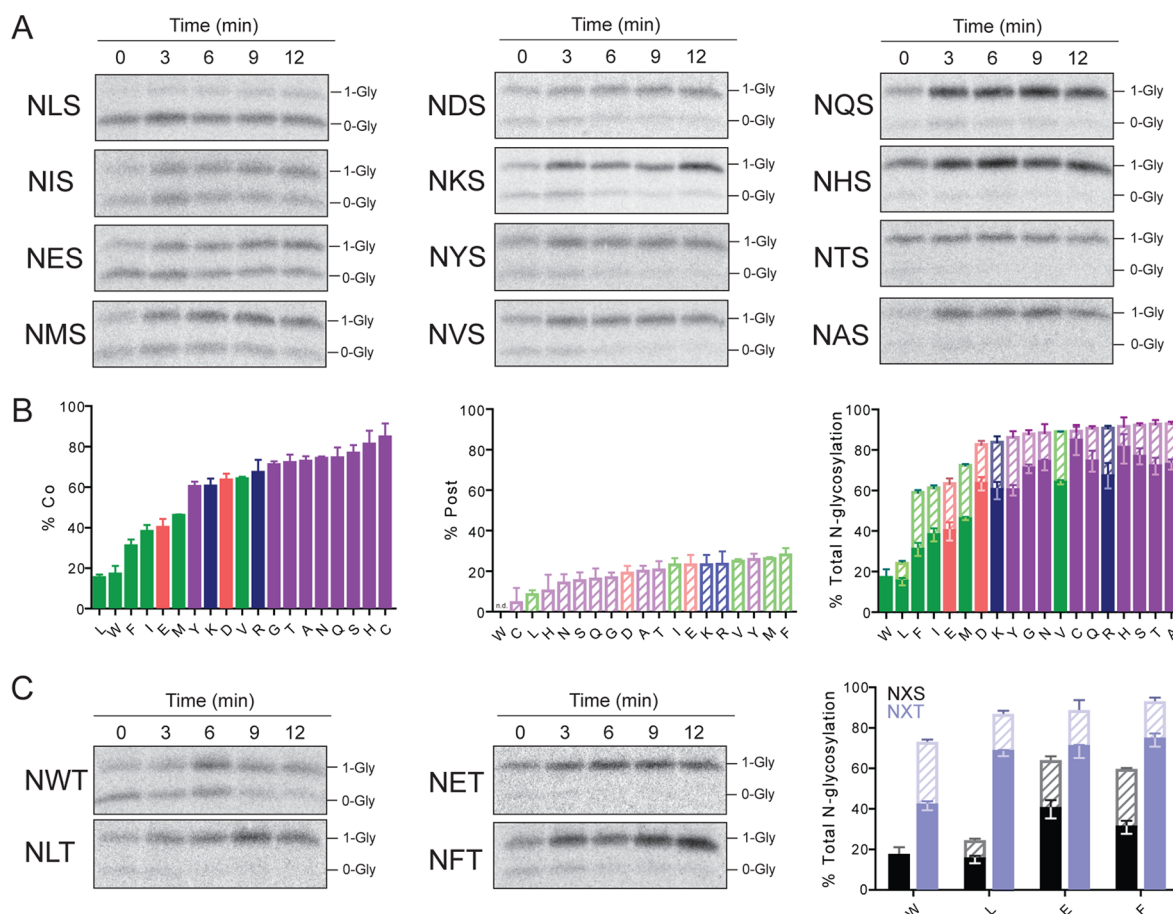 A
Time (min)
0 3 6 9 12
NLS
1-Gly
0-Gly
NIS
1-Gly
0-Gly
NES
1-Gly
0-Gly
NMS
1-Gly
0-Gly
Time (min)
0 3 6 9 12
NDS
1-Gly
0-Gly
NKS
1-Gly
0-Gly
NYS
1-Gly
0-Gly
NVS
1-Gly
0-Gly
Time (min)
0 3 6 9 12
NQS
1-Gly
0-Gly
NHS
1-Gly
0-Gly
NTS
1-Gly
0-Gly
NAS
1-Gly
0-Gly
B
% Co
100
80
60
40
20
0
L W F I E M Y K D V R G T A N Q S H C
% Post
100
80
60
40
20
0
n.d.
W C L H N S Q G D A T I E K R V Y M F
% Total N-glycosylation
100
80
60
40
20
0
W L F I E M D K Y G N V C Q R H S T A
C
Time (min)
0 3 6 9 12
NWT
1-Gly
0-Gly
NLT
1-Gly
0-Gly
Time (min)
0 3 6 9 12
NET
1-Gly
0-Gly
NFT
1-Gly
0-Gly
% Total N-glycosylation
100
80
60
40
20
0
NXS
NXT
W L E F